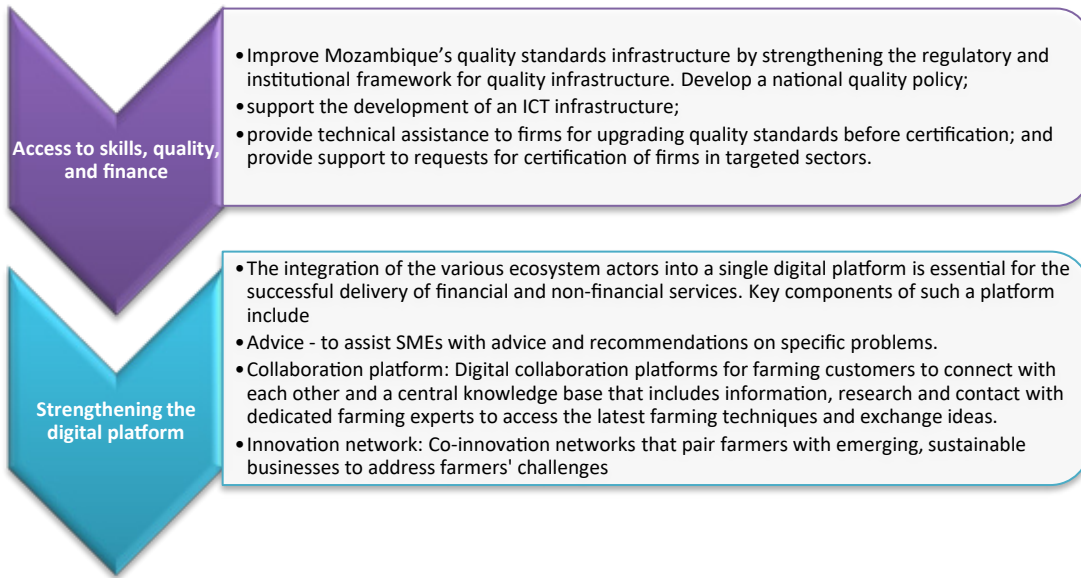 Access to skills, quality,
and finance
•Improve Mozambique’s quality standards infrastructure by strengthening the regulatory and
institutional framework for quality infrastructure. Develop a national quality policy;
•support the development of an ICT infrastructure;
•provide technical assistance to firms for upgrading quality standards before certification; and
provide support to requests for certification of firms in targeted sectors.
Strengthening the
digital platform
•The integration of the various ecosystem actors into a single digital platform is essential for the
successful delivery of financial and non-financial services. Key components of such a platform
include
•Advice - to assist SMEs with advice and recommendations on specific problems.
•Collaboration platform: Digital collaboration platforms for farming customers to connect with
each other and a central knowledge base that includes information, research and contact with
dedicated farming experts to access the latest farming techniques and exchange ideas.
•Innovation network: Co-innovation networks that pair farmers with emerging, sustainable
businesses to address farmers' challenges